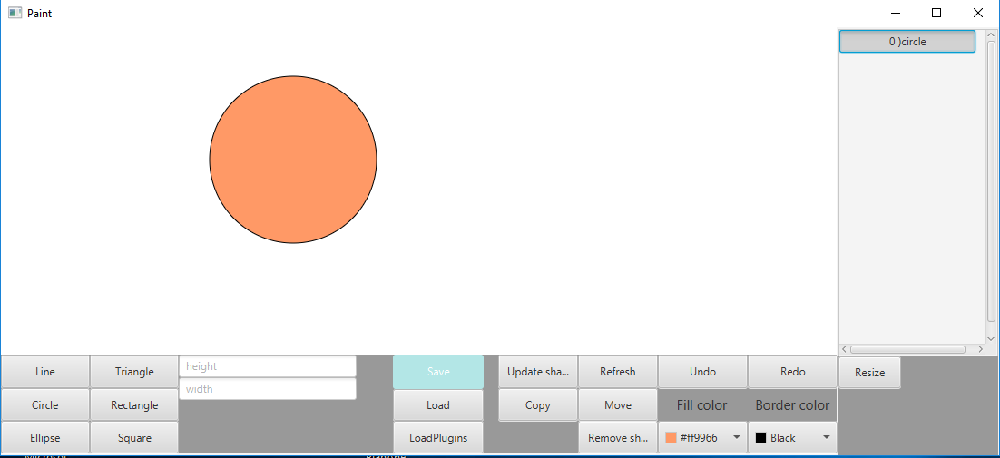 Paint
0 )circle
Line
Triangle
height
width
Save
Update sha...
Refresh
Undo
Redo
Resize
Circle
Rectangle
Load
Copy
Move
Fill color
Border color
Ellipse
Square
LoadPlugins
Remove sh...
#ff9966
Black